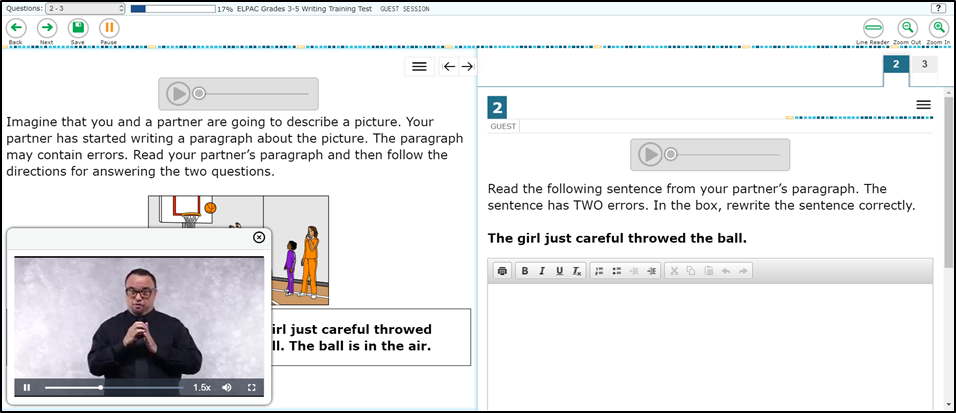 Questions: 2 - 3 17% ELPAC Grades 3-5 Writing Training Test GUEST SESSION ?
Back Next Save Pause Line Reader Zoom Out Zoom In
2 3
Imagine that you and a partner are going to describe a picture. Your
partner has started writing a paragraph about the picture. The paragraph
may contain errors. Read your partner's paragraph and then follow the
directions for answering the two questions.
irl just careful throwed
ll. The ball is in the air.
1.5x
2
GUEST
Read the following sentence from your partner's paragraph. The
sentence has TWO errors. In the box, rewrite the sentence correctly.
The girl just careful throwed the ball.
B I U Tx